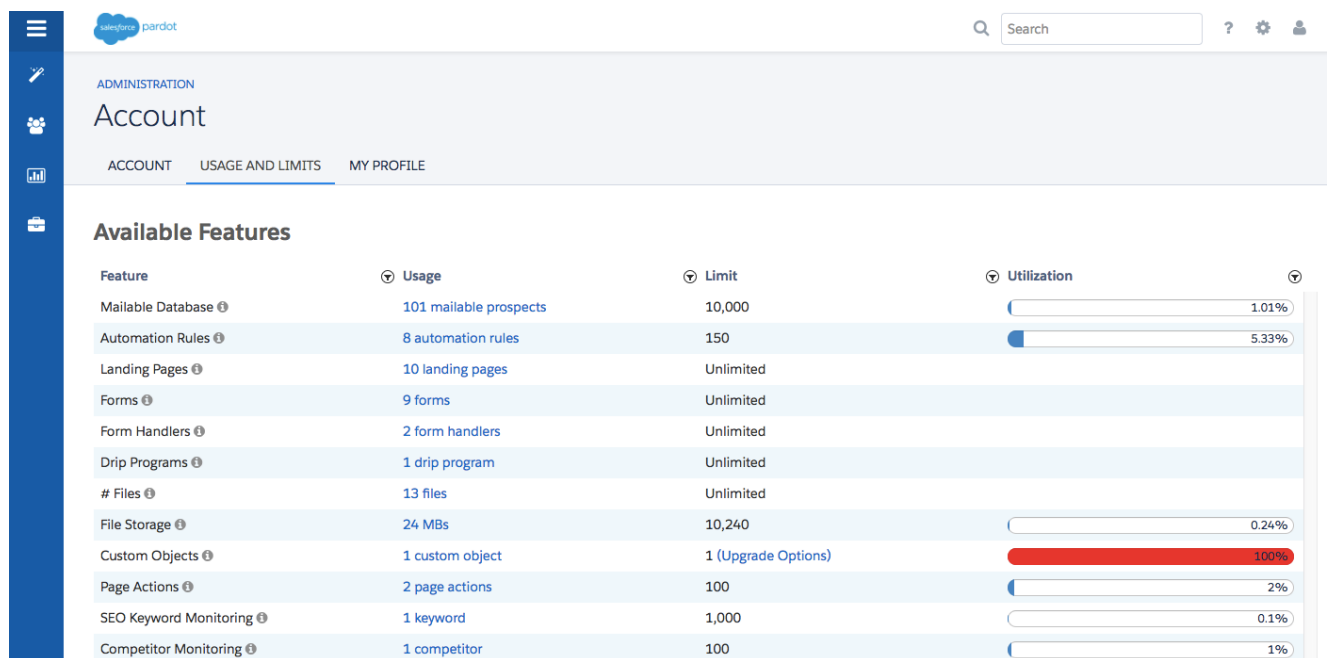 salesforce pardot
Search
?
ADMINISTRATION
Account
ACCOUNT USAGE AND LIMITS MY PROFILE
Available Features
Feature Usage Limit Utilization
Mailable Database 101 mailable prospects 10,000 1.01%
Automation Rules 8 automation rules 150 5.33%
Landing Pages 10 landing pages Unlimited
Forms 9 forms Unlimited
Form Handlers 2 form handlers Unlimited
Drip Programs 1 drip program Unlimited
# Files 13 files Unlimited
File Storage 24 MBs 10,240 0.24%
Custom Objects 1 custom object 1 (Upgrade Options) 100%
Page Actions 2 page actions 100 2%
SEO Keyword Monitoring 1 keyword 1,000 0.1%
Competitor Monitoring 1 competitor 100 1%